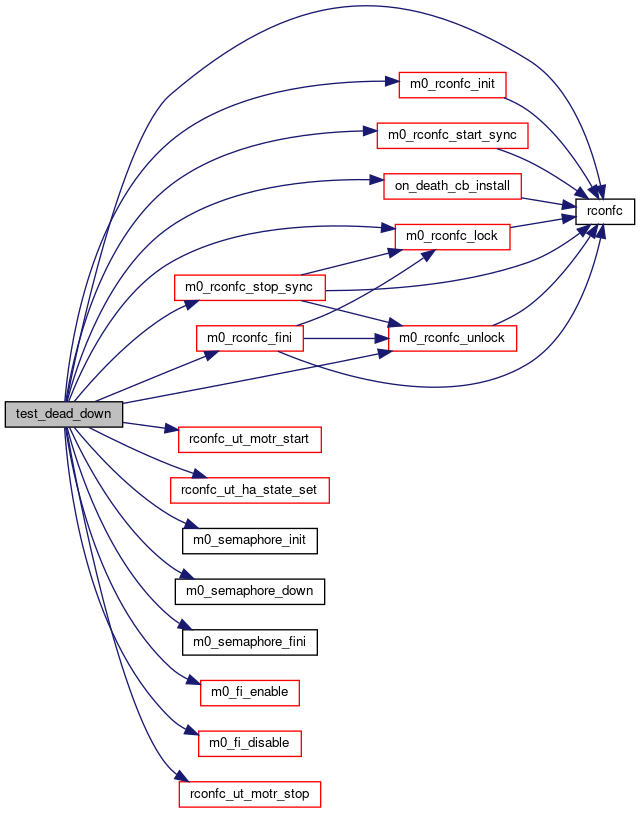 m0_rconfc_init
m0_rconfc_start_sync
on_death_cb_install
rconfc
m0_rconfc_lock
m0_rconfc_stop_sync
m0_rconfc_fini
m0_rconfc_unlock
test_dead_down
rconfc_ut_motr_start
rconfc_ut_ha_state_set
m0_semaphore_init
m0_semaphore_down
m0_semaphore_fini
m0_fi_enable
m0_fi_disable
rconfc_ut_motr_stop